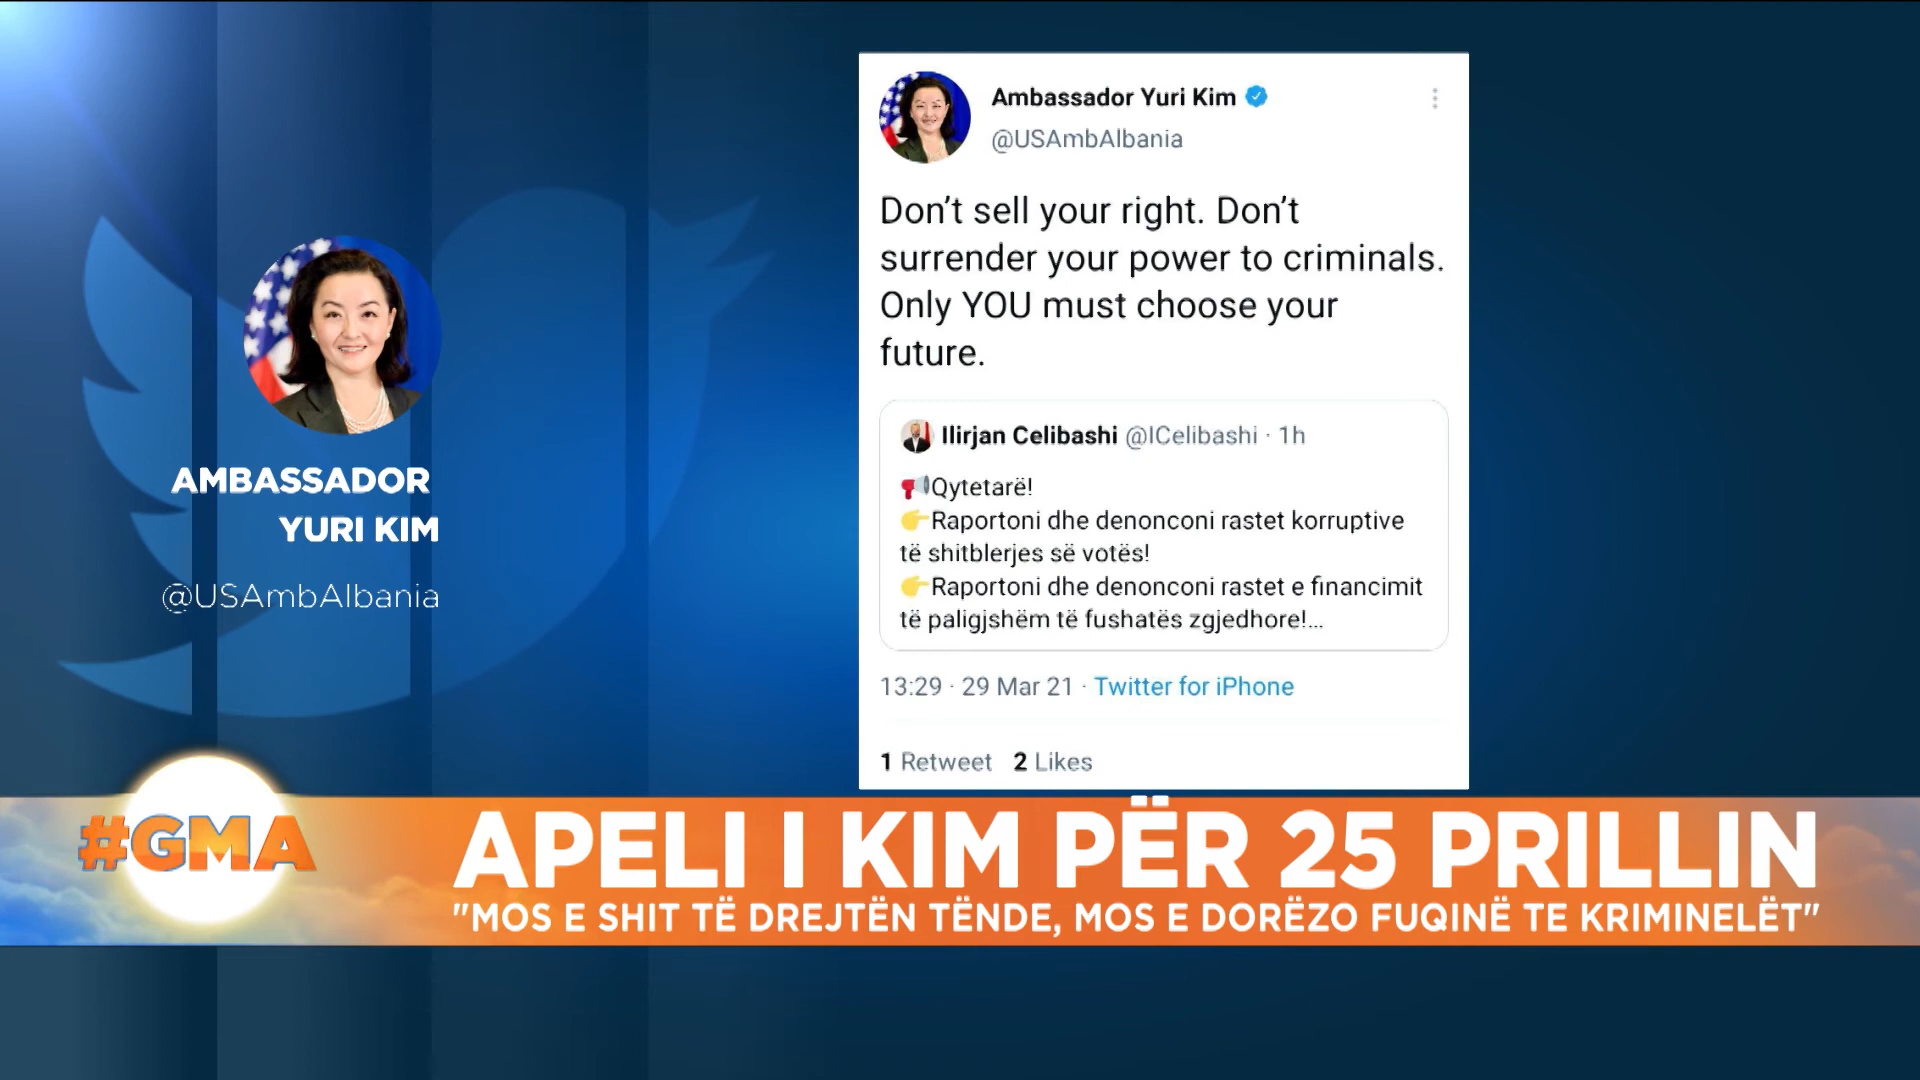 AMBASSADOR
YURI KIM
@USAmbAlbania
Ambassador Yuri Kim
@USAmbAlbania
Don’t sell your right. Don’t
surrender your power to criminals.
Only YOU must choose your
future.
Ilirjan Celibashi @ICelibashi · 1h
Qytetarë!
Raportoni dhe denonconi rastet korruptive
të shitblerjes së votës!
Raportoni dhe denonconi rastet e financimit
të paligjshëm të fushatës zgjedhore!...
13:29 · 29 Mar 21 · Twitter for iPhone
1 Retweet 2 Likes
#GMA
APELI I KIM PËR 25 PRILLIN
"MOS E SHIT TË DREJTËN TËNDE, MOS E DORËZO FUQINË TE KRIMINELËT"